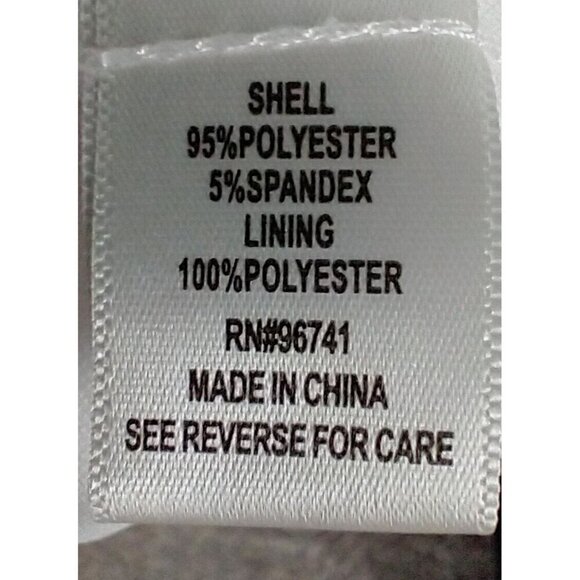 SHELL
95%POLYESTER
5%SPANDEX
LINING
100%POLYESTER
RN#96741
MADE IN CHINA
SEE REVERSE FOR CARE